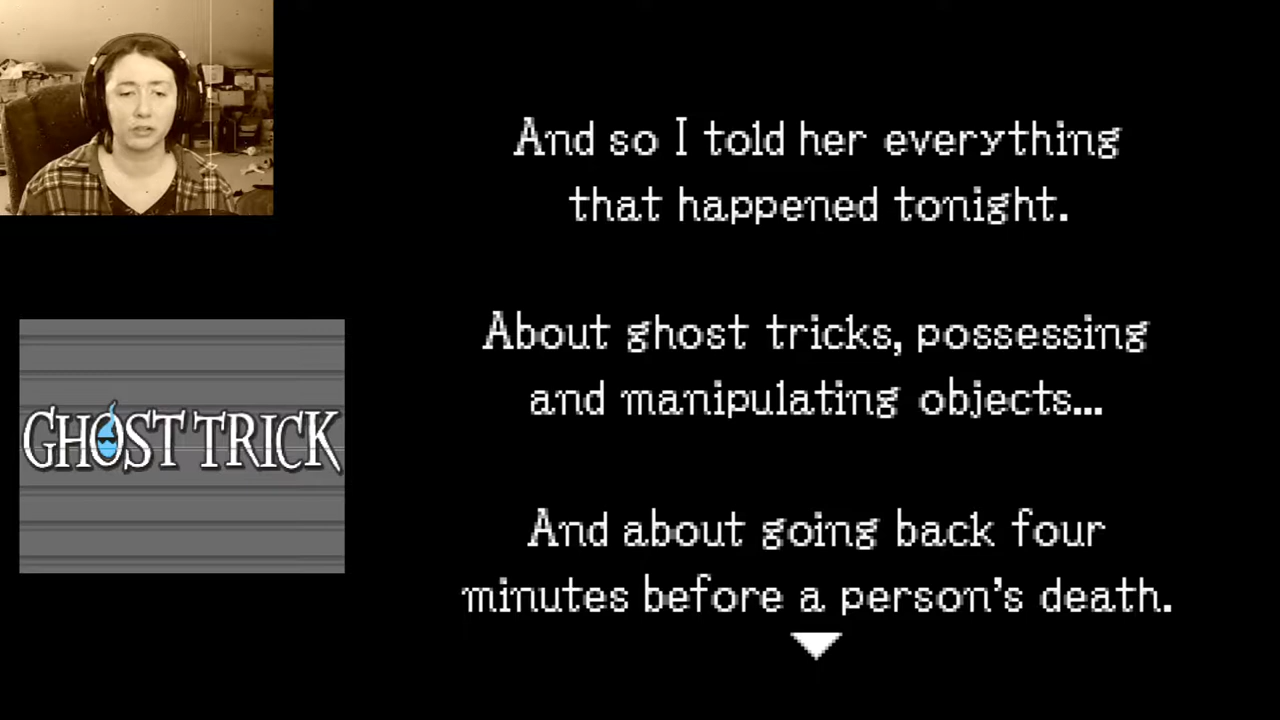 And so I told her everything
that happened tonight.
About ghost tricks, possessing
and manipulating objects...
And about going back four
minutes before a person's death.
GHOST TRICK